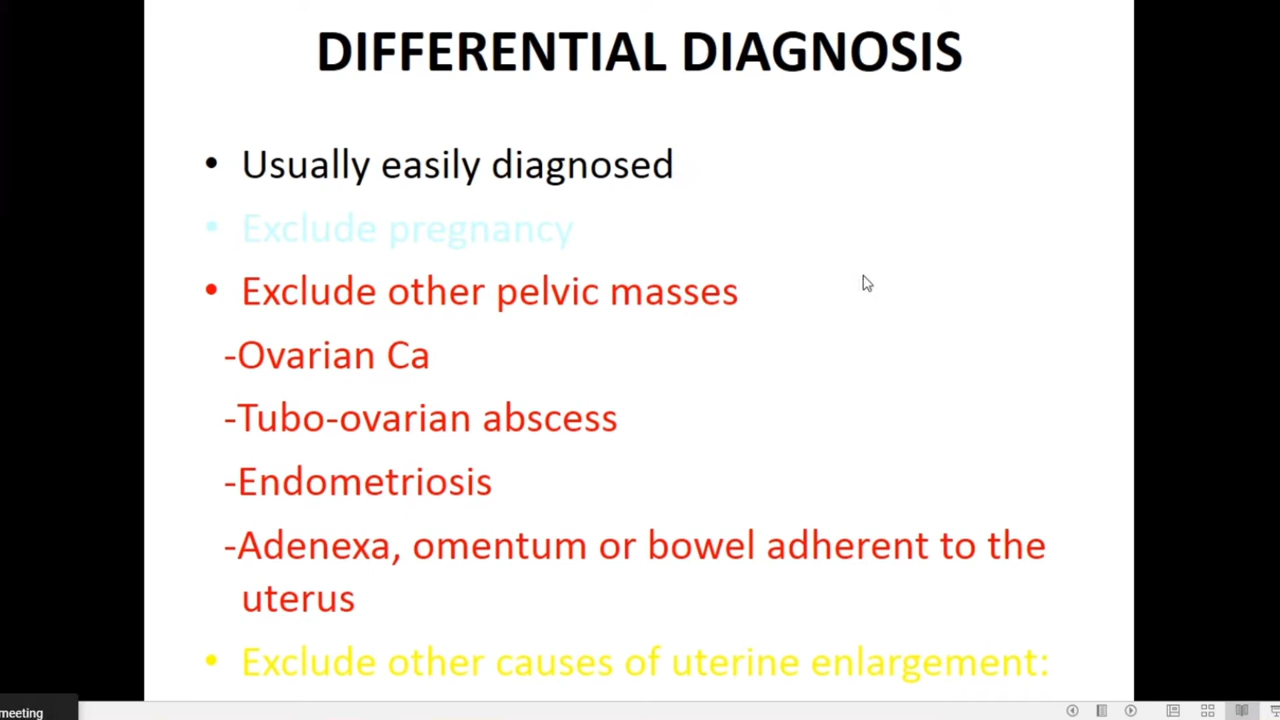 DIFFERENTIAL DIAGNOSIS
• Usually easily diagnosed
• Exclude pregnancy
• Exclude other pelvic masses
-Ovarian Ca
-Tubo-ovarian abscess
-Endometriosis
-Adenexa, omentum or bowel adherent to the
uterus
• Exclude other causes of uterine enlargement:
meeting